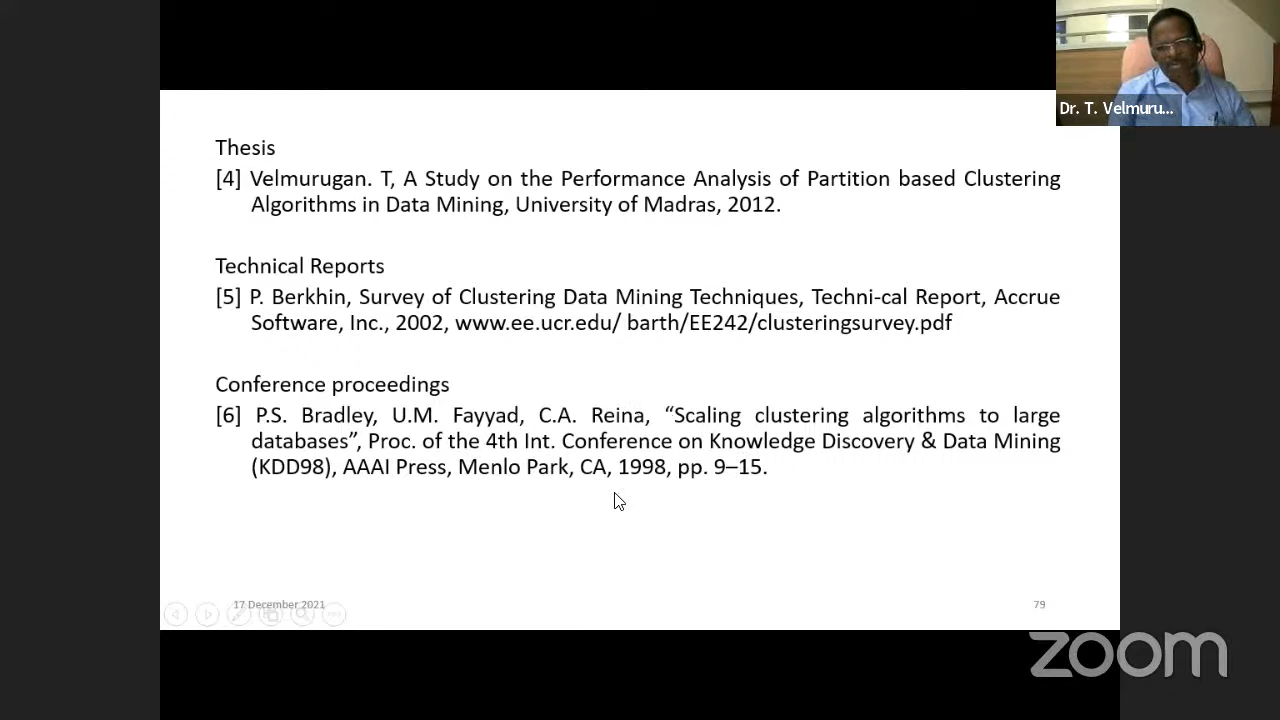 Dr. T. Velmuru...
Thesis
[4] Velmurugan. T, A Study on the Performance Analysis of Partition based Clustering
Algorithms in Data Mining, University of Madras, 2012.
Technical Reports
[5] P. Berkhin, Survey of Clustering Data Mining Techniques, Techni-cal Report, Accrue
Software, Inc., 2002, www.ee.ucr.edu/ barth/EE242/clusteringsurvey.pdf
Conference proceedings
[6] P.S. Bradley, U.M. Fayyad, C.A. Reina, “Scaling clustering algorithms to large
databases”, Proc. of the 4th Int. Conference on Knowledge Discovery & Data Mining
(KDD98), AAAI Press, Menlo Park, CA, 1998, pp. 9–15.
17 December 2021
79
zoom